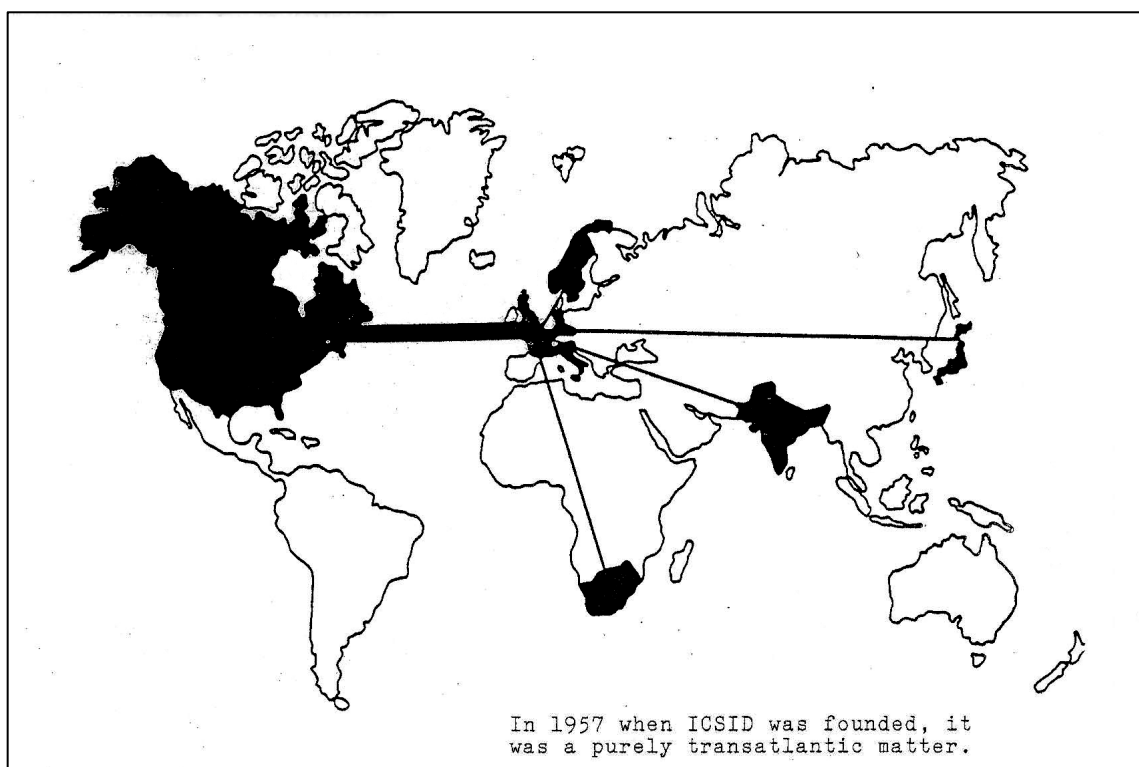 In 1957 when ICSID was founded, it
was a purely transatlantic matter.